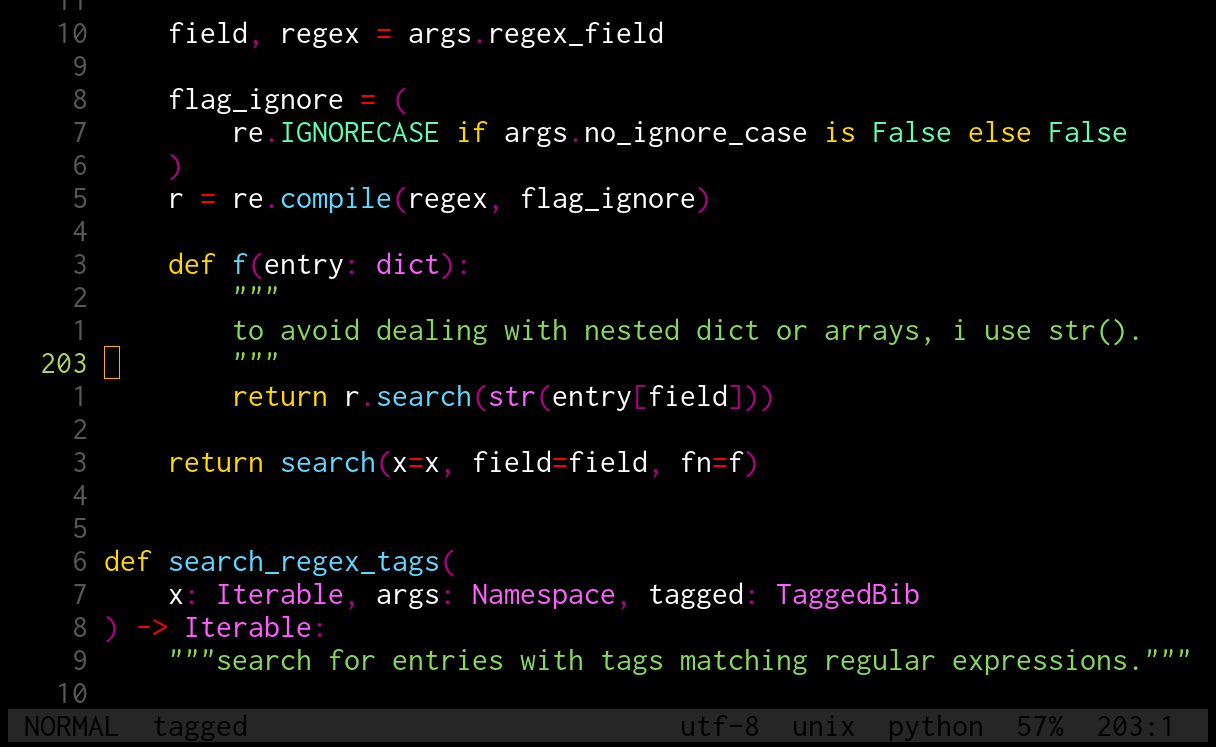 11
10     field, regex = args.regex_field
9
8     flag_ignore = (
7         re.IGNORECASE if args.no_ignore_case is False else False
6     )
5     r = re.compile(regex, flag_ignore)
4
3     def f(entry: dict):
2         """
1         to avoid dealing with nested dict or arrays, i use str().
203         """
1         return r.search(str(entry[field]))
2
3     return search(x=x, field=field, fn=f)
4
5
6 def search_regex_tags(
7     x: Iterable, args: Namespace, tagged: TaggedBib
8 ) -> Iterable:
9     """search for entries with tags matching regular expressions."""
10
NORMAL  tagged  utf-8  unix  python  57%  203:1